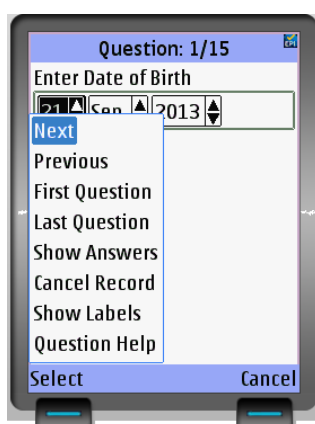 Question: 1/15
Enter Date of Birth
21 Sep 2013
Next
Previous
First Question
Last Question
Show Answers
Cancel Record
Show Labels
Question Help
Select Cancel